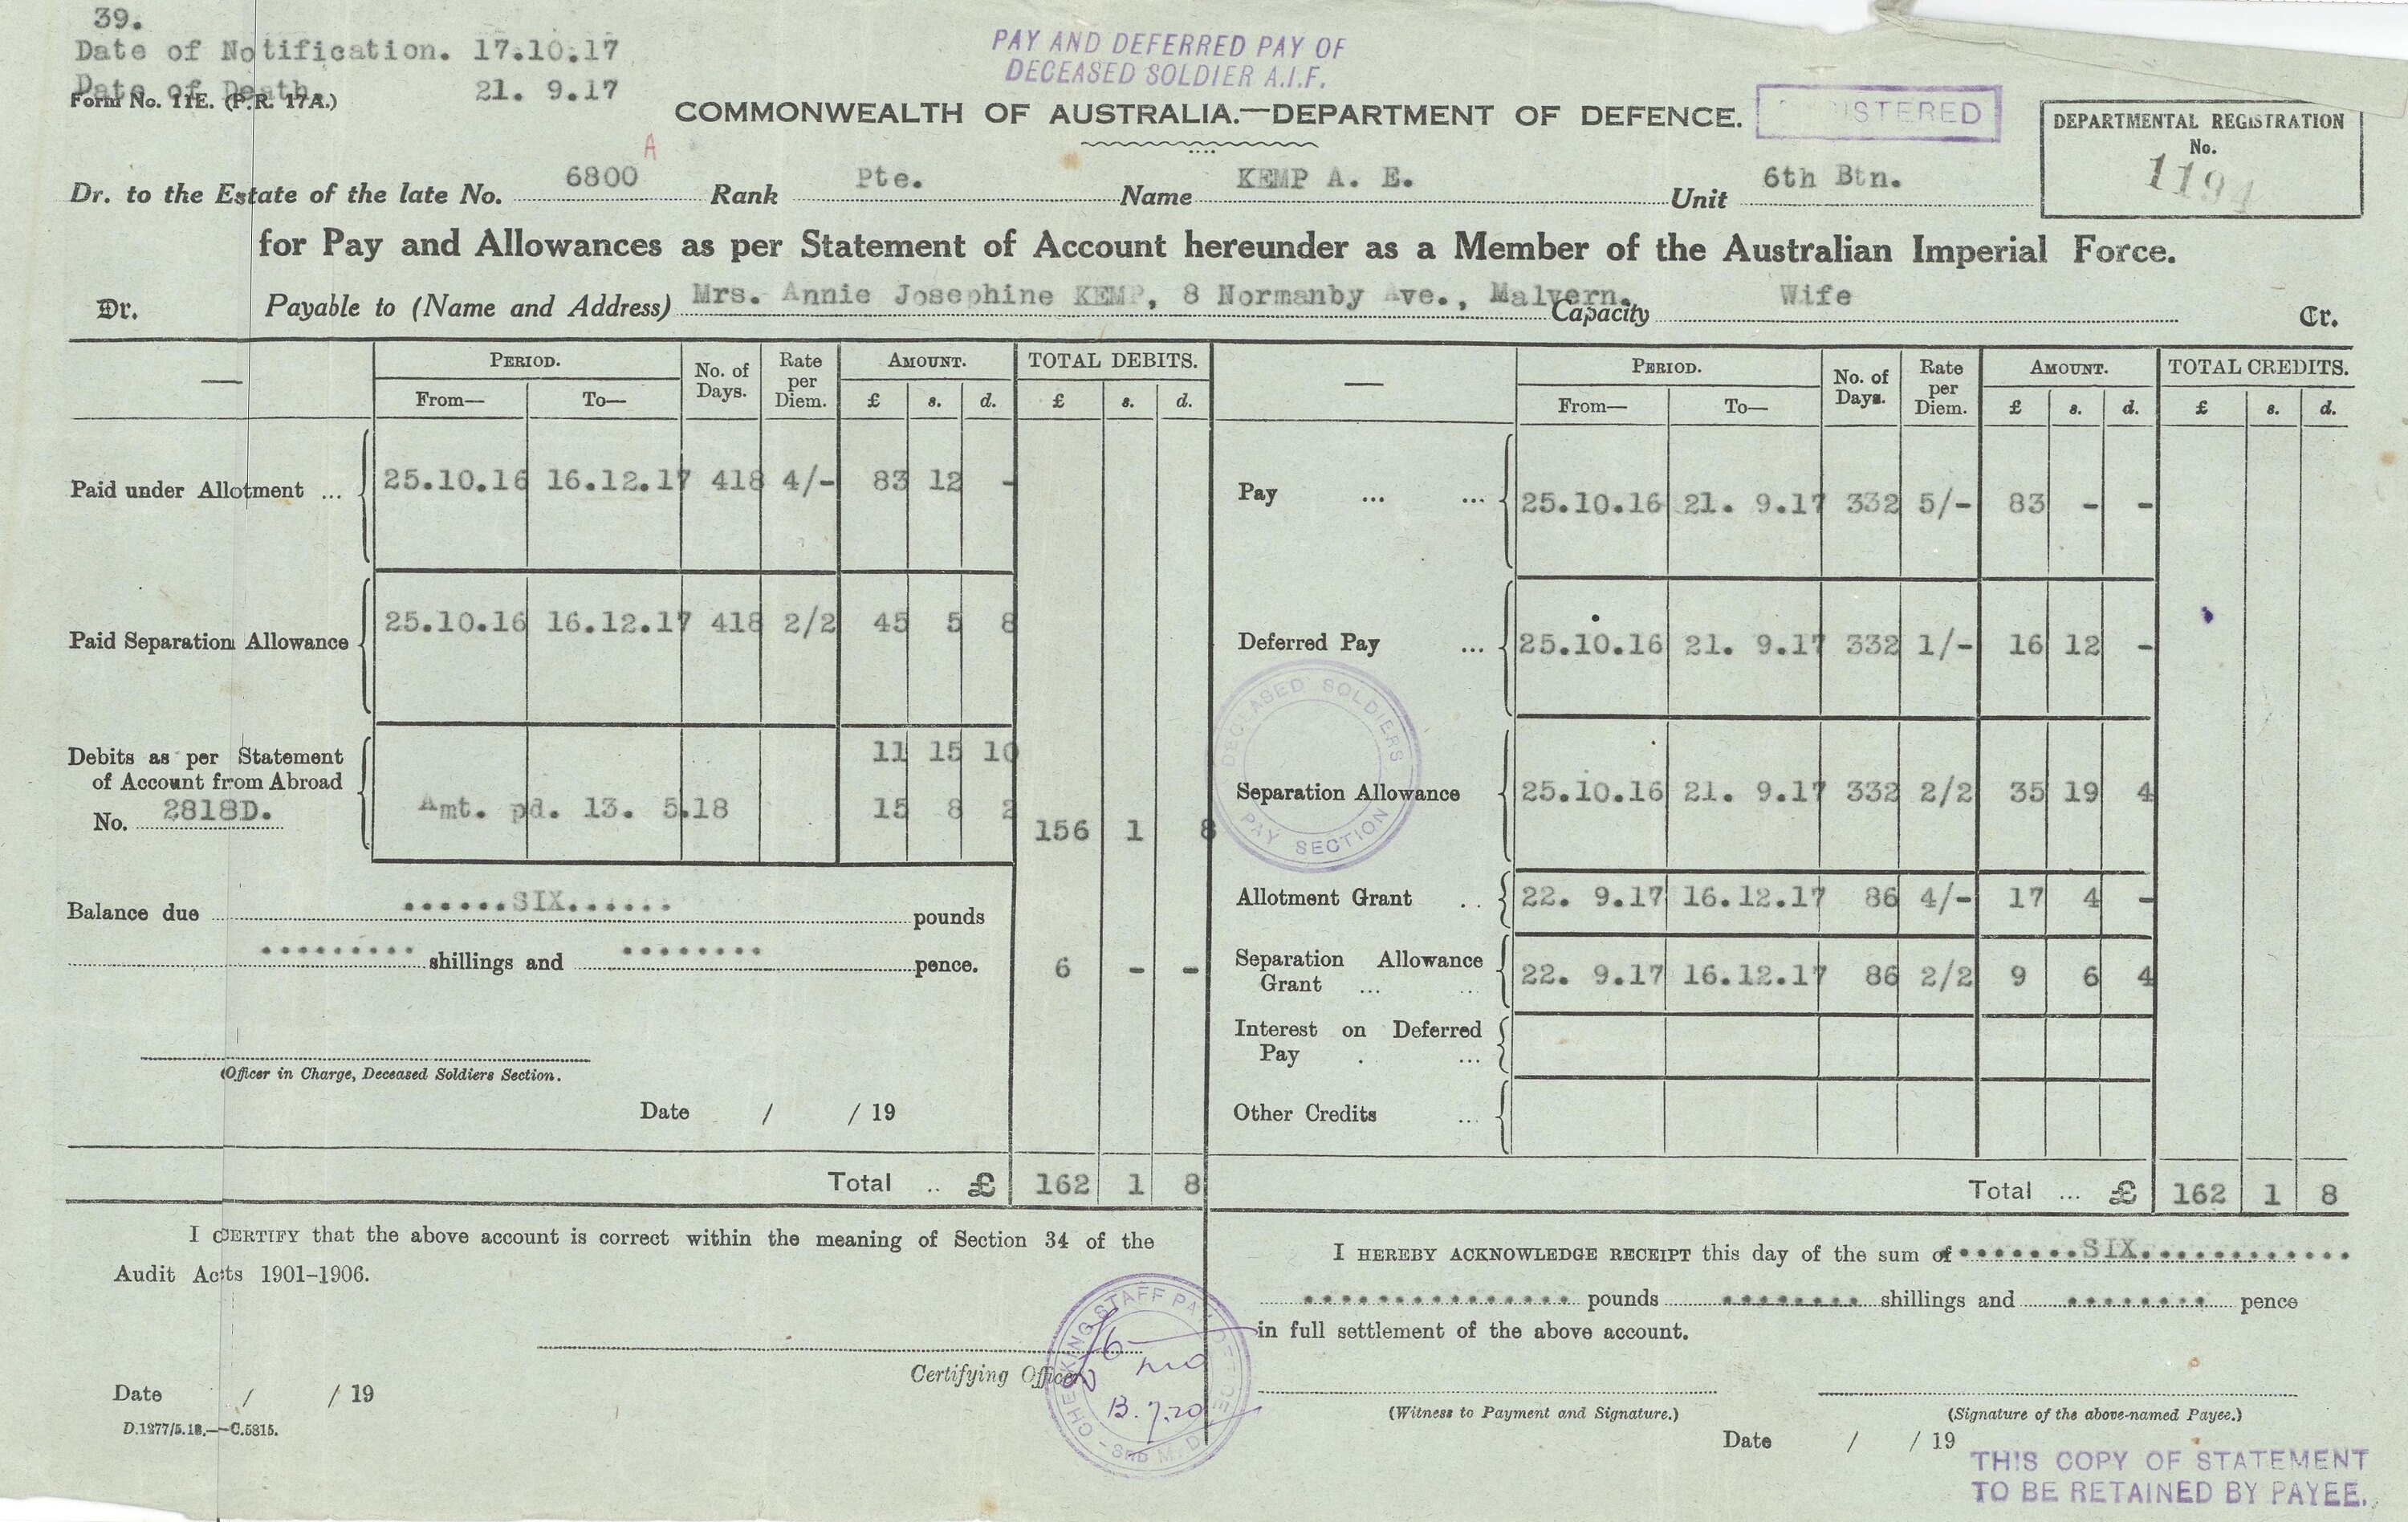 39.
Date of Notification. 17.10.17
Date of Death. 21. 9.17
Form No. 11E. (P.R. 17A.)
PAY AND DEFERRED PAY OF
DECEASED SOLDIER A.I.F.
COMMONWEALTH OF AUSTRALIA.—DEPARTMENT OF DEFENCE.
REGISTERED
DEPARTMENTAL REGISTRATION
No.
1194
A
Dr. to the Estate of the late No. 6800 Rank Pte. Name KEMP A. E. Unit 6th Btn.
for Pay and Allowances as per Statement of Account hereunder as a Member of the Australian Imperial Force.
Dr. Payable to (Name and Address) Mrs. Annie Josephine KEMP, 8 Normanby Ave., Malvern. Capacity Wife Cr.
— PERIOD. No. of Days. Rate per Diem. AMOUNT. TOTAL DEBITS.
From— To— £ s. d. £ s. d.
Paid under Allotment ... 25.10.16 16.12.17 418 4/- 83 12 -
Paid Separation Allowance 25.10.16 16.12.17 418 2/2 45 5 8
Debits as per Statement 11 15 10
of Account from Abroad
No. 2818D. Amt. pd. 13. 5.18 15 8 2
156 1 8
Balance due ......SIX...... pounds
......... shillings and ........ pence. 6 - -
(Officer in Charge, Deceased Soldiers Section.
Date / / 19
Total .. £ 162 1 8
— PERIOD. No. of Days. Rate per Diem. AMOUNT. TOTAL CREDITS.
From— To— £ s. d. £ s. d.
Pay ... ... 25.10.16 21. 9.17 332 5/- 83 - -
Deferred Pay ... 25.10.16 21. 9.17 332 1/- 16 12 -
Separation Allowance 25.10.16 21. 9.17 332 2/2 35 19 4
DECEASED SOLDIERS
PAY SECTION
Allotment Grant .. 22. 9.17 16.12.17 86 4/- 17 4 -
Separation Allowance
Grant ... ... 22. 9.17 16.12.17 86 2/2 9 6 4
Interest on Deferred
Pay . ...
Other Credits ...
Total ... £ 162 1 8
I CERTIFY that the above account is correct within the meaning of Section 34 of the
Audit Acts 1901–1906.
Certifying Officer
CHECKING STAFF PAY OFFICE
3RD M.D.
13.7.20
Date / / 19
D.1277/5.18.—C.5815.
I HEREBY ACKNOWLEDGE RECEIPT this day of the sum of ........SIX............
............... pounds ........ shillings and ........ pence
in full settlement of the above account.
(Witness to Payment and Signature.) (Signature of the above-named Payee.)
Date / / 19
THIS COPY OF STATEMENT
TO BE RETAINED BY PAYEE.